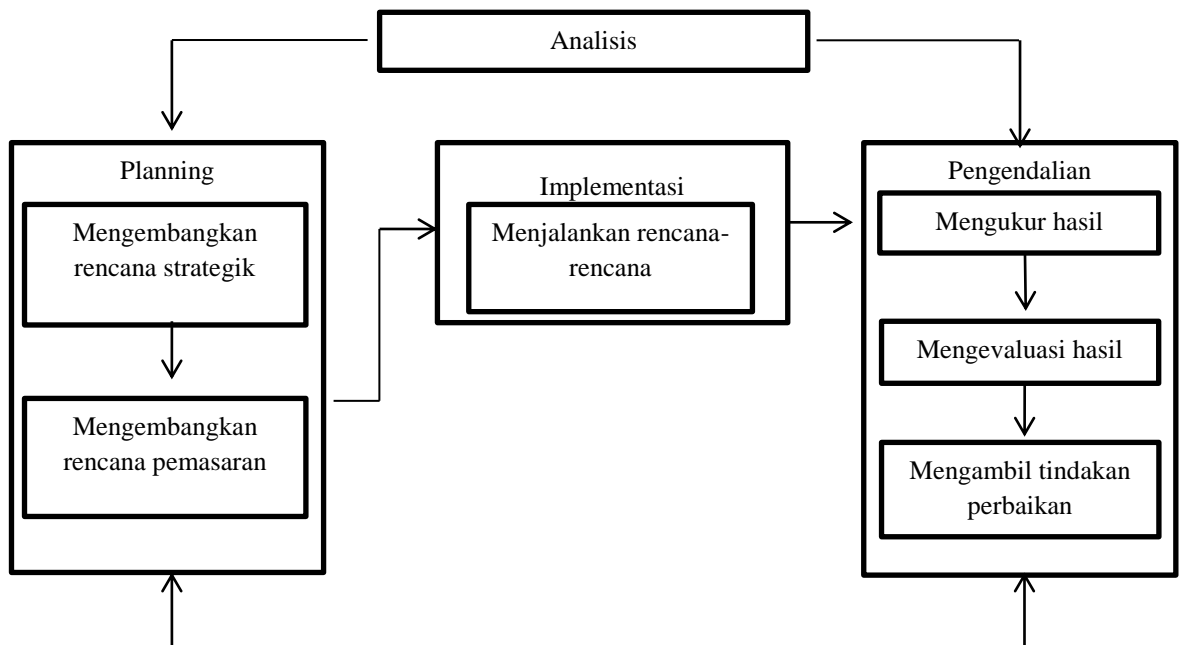 Analisis
Planning
Mengembangkan
rencana strategik
Mengembangkan
rencana pemasaran
Implementasi
Menjalankan rencana-
rencana
Pengendalian
Mengukur hasil
Mengevaluasi hasil
Mengambil tindakan
perbaikan